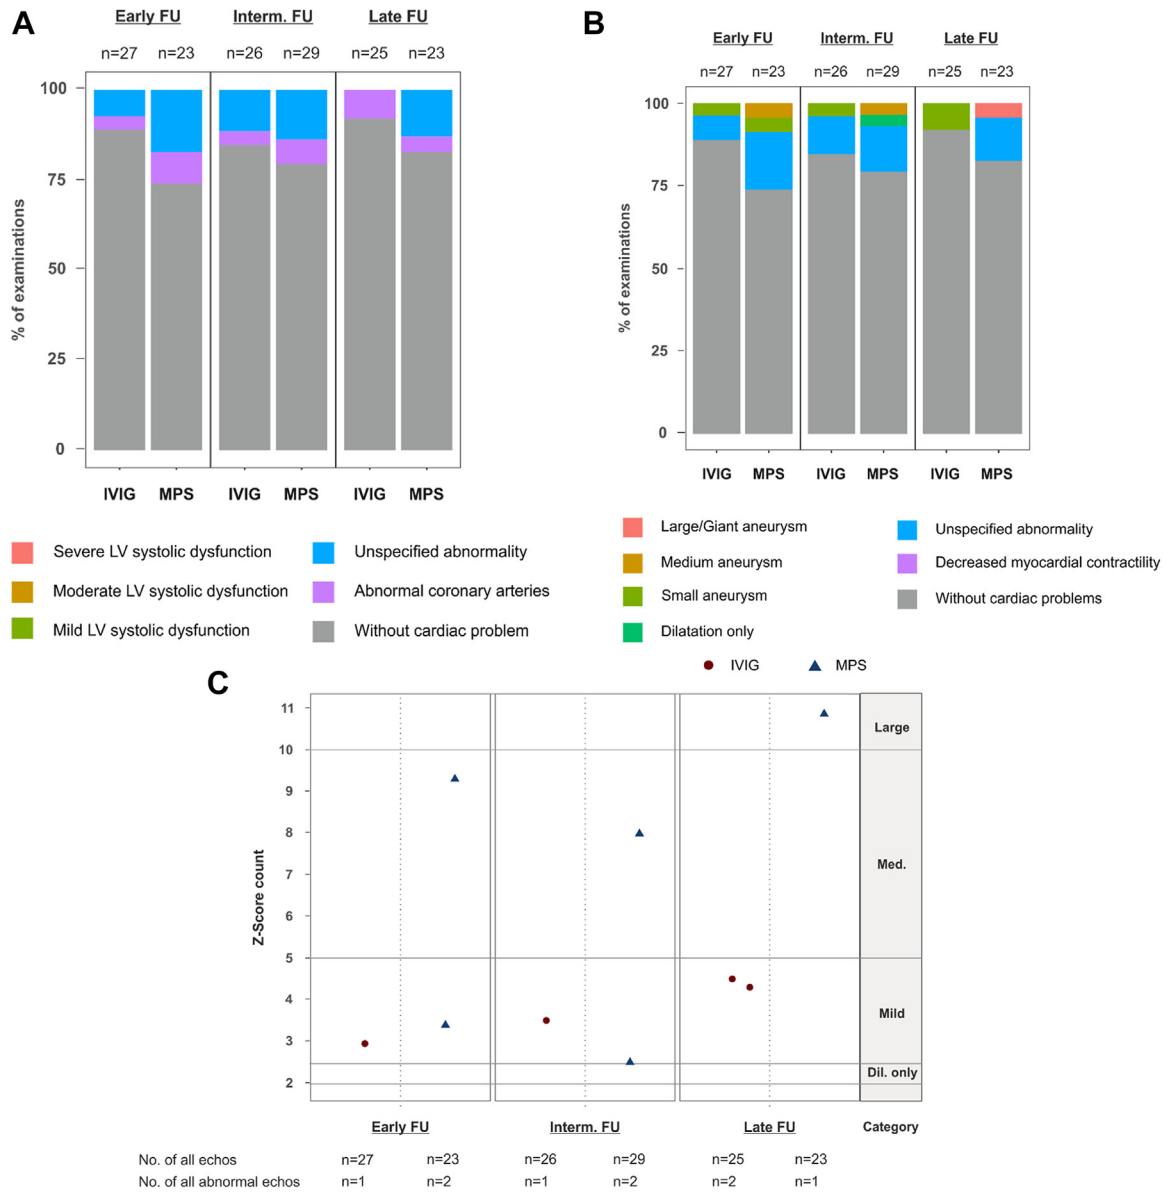 A
Early FU Interm. FU Late FU
n=27 n=23 n=26 n=29 n=25 n=23
% of examinations
100
75
50
25
0
IVIG MPS IVIG MPS IVIG MPS
Severe LV systolic dysfunction
Moderate LV systolic dysfunction
Mild LV systolic dysfunction
Unspecified abnormality
Abnormal coronary arteries
Without cardiac problem
B
Early FU Interm. FU Late FU
n=27 n=23 n=26 n=29 n=25 n=23
% of examinations
100
75
50
25
0
IVIG MPS IVIG MPS IVIG MPS
Large/Giant aneurysm
Medium aneurysm
Small aneurysm
Dilatation only
Unspecified abnormality
Decreased myocardial contractility
Without cardiac problems
C
IVIG MPS
Z-Score count
11
10
9
8
7
6
5
4
3
2
Large
Med.
Mild
Dil. only
Early FU Interm. FU Late FU Category
No. of all echos n=27 n=23 n=26 n=29 n=25 n=23
No. of all abnormal echos n=1 n=2 n=1 n=2 n=2 n=1